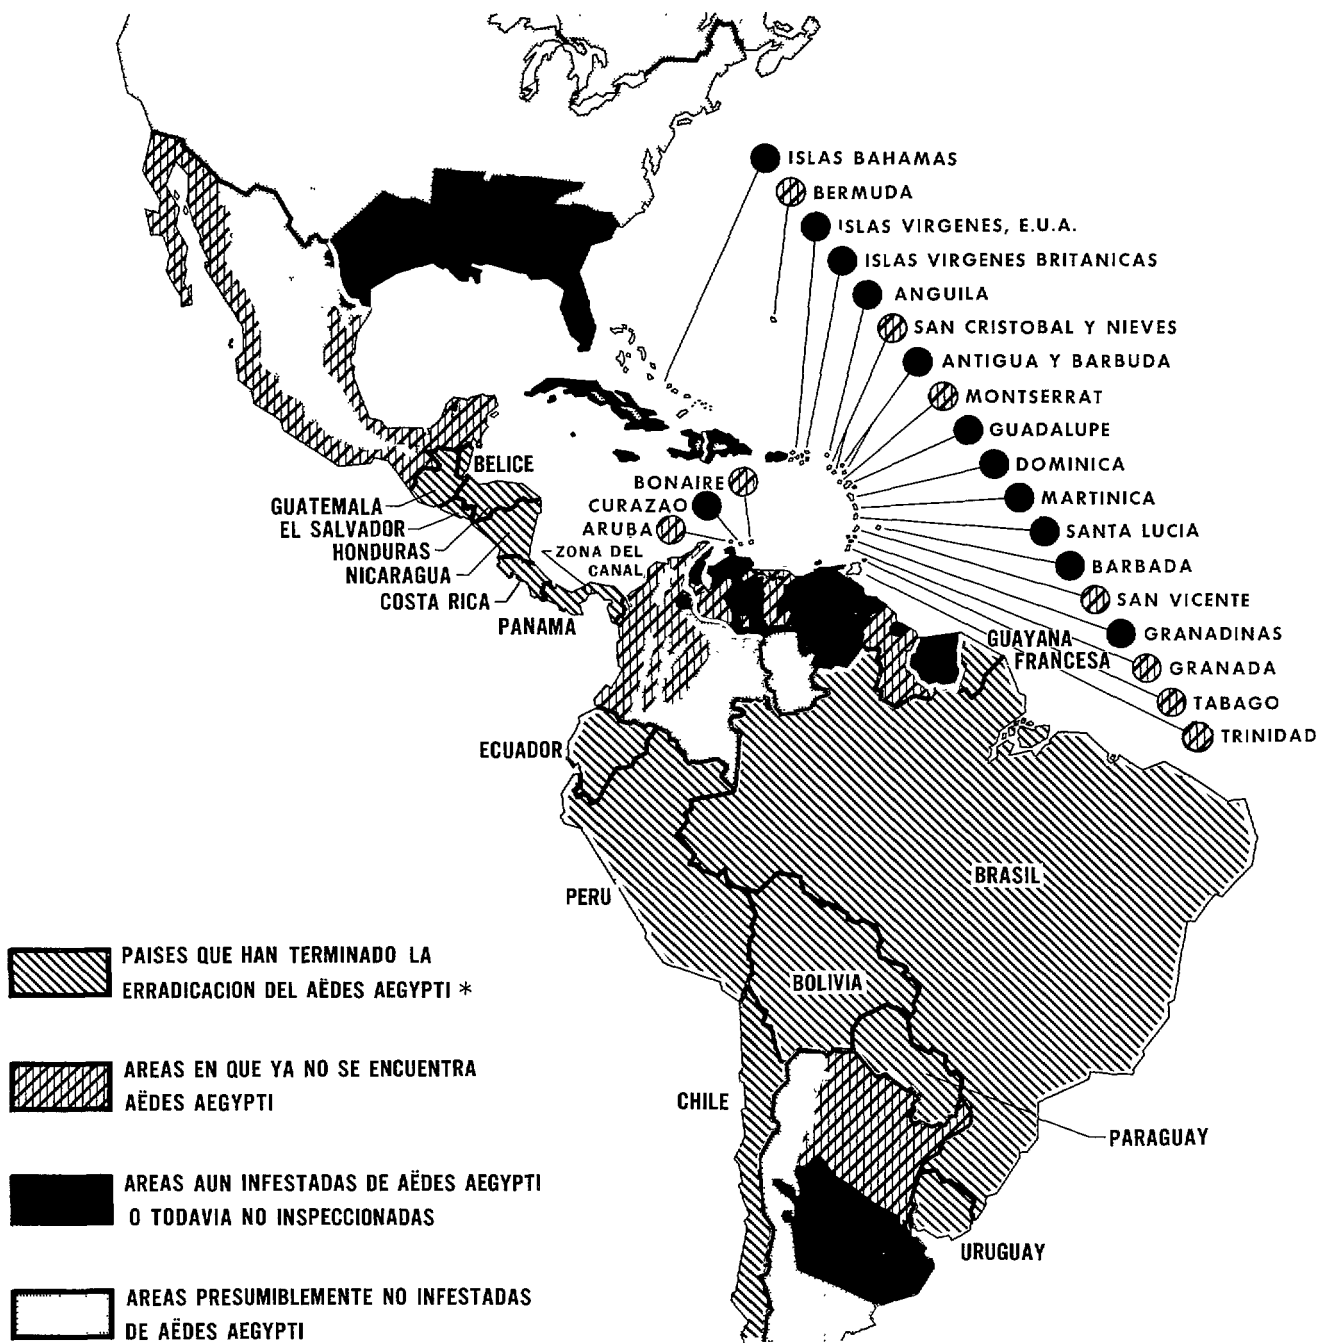 ISLAS BAHAMAS
BERMUDA
ISLAS VIRGENES, E.U.A.
ISLAS VIRGENES BRITANICAS
ANGUILA
SAN CRISTOBAL Y NIEVES
ANTIGUA Y BARBUDA
MONTSERRAT
GUADALUPE
DOMINICA
MARTINICA
SANTA LUCIA
BARBADA
SAN VICENTE
GRANADINAS
GRANADA
TABAGO
TRINIDAD
BELICE
BONAIRE
CURAZAO
ARUBA
GUATEMALA
EL SALVADOR
HONDURAS
NICARAGUA
COSTA RICA
PANAMA
ZONA DEL
CANAL
GUAYANA
FRANCESA
ECUADOR
PERU
BRASIL
BOLIVIA
CHILE
PARAGUAY
URUGUAY
PAISES QUE HAN TERMINADO LA
ERRADICACION DEL AËDES AEGYPTI *
AREAS EN QUE YA NO SE ENCUENTRA
AËDES AEGYPTI
AREAS AUN INFESTADAS DE AËDES AEGYPTI
O TODAVIA NO INSPECCIONADAS
AREAS PRESUMIBLEMENTE NO INFESTADAS
DE AËDES AEGYPTI